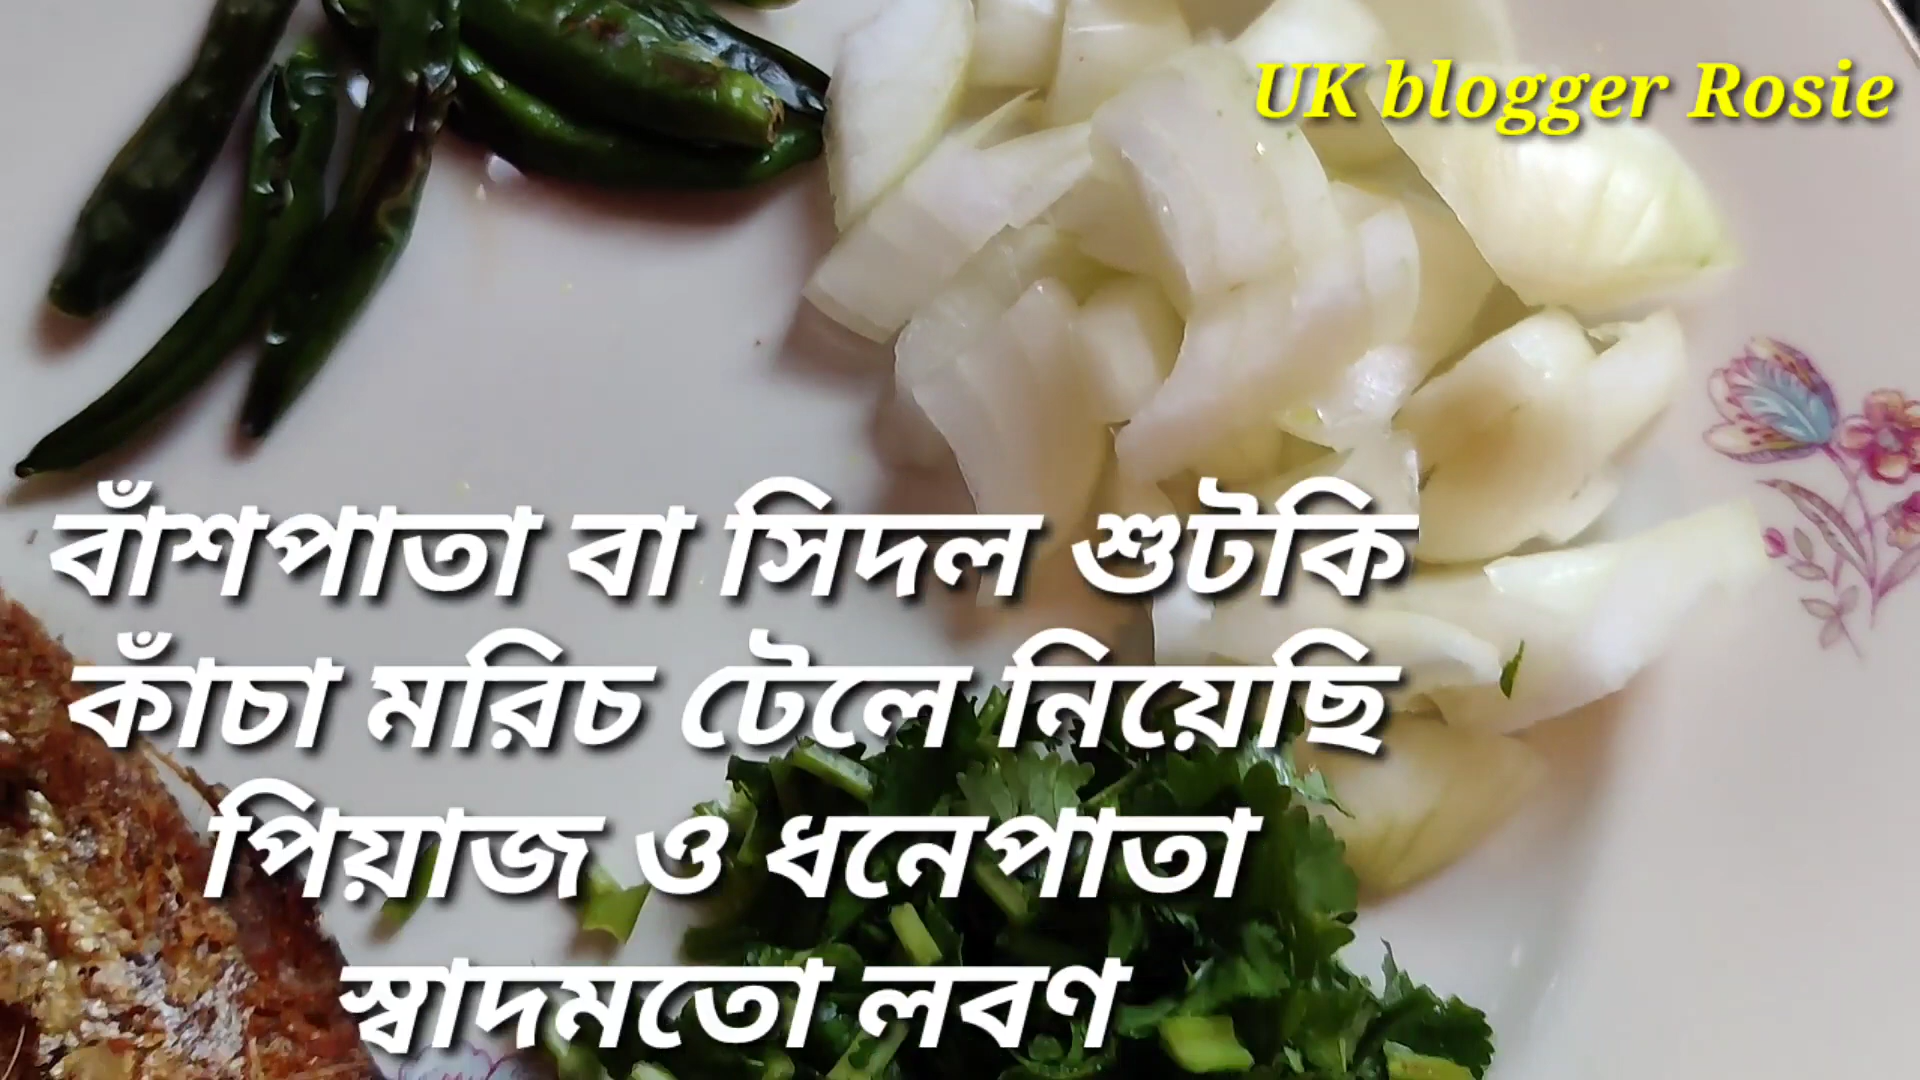 UK blogger Rosie
বাঁশপাতা বা সিদল শুটকি
কাঁচা মরিচ টেলে নিয়েছি
পিয়াজ ও ধনেপাতা
স্বাদমতো লবণ